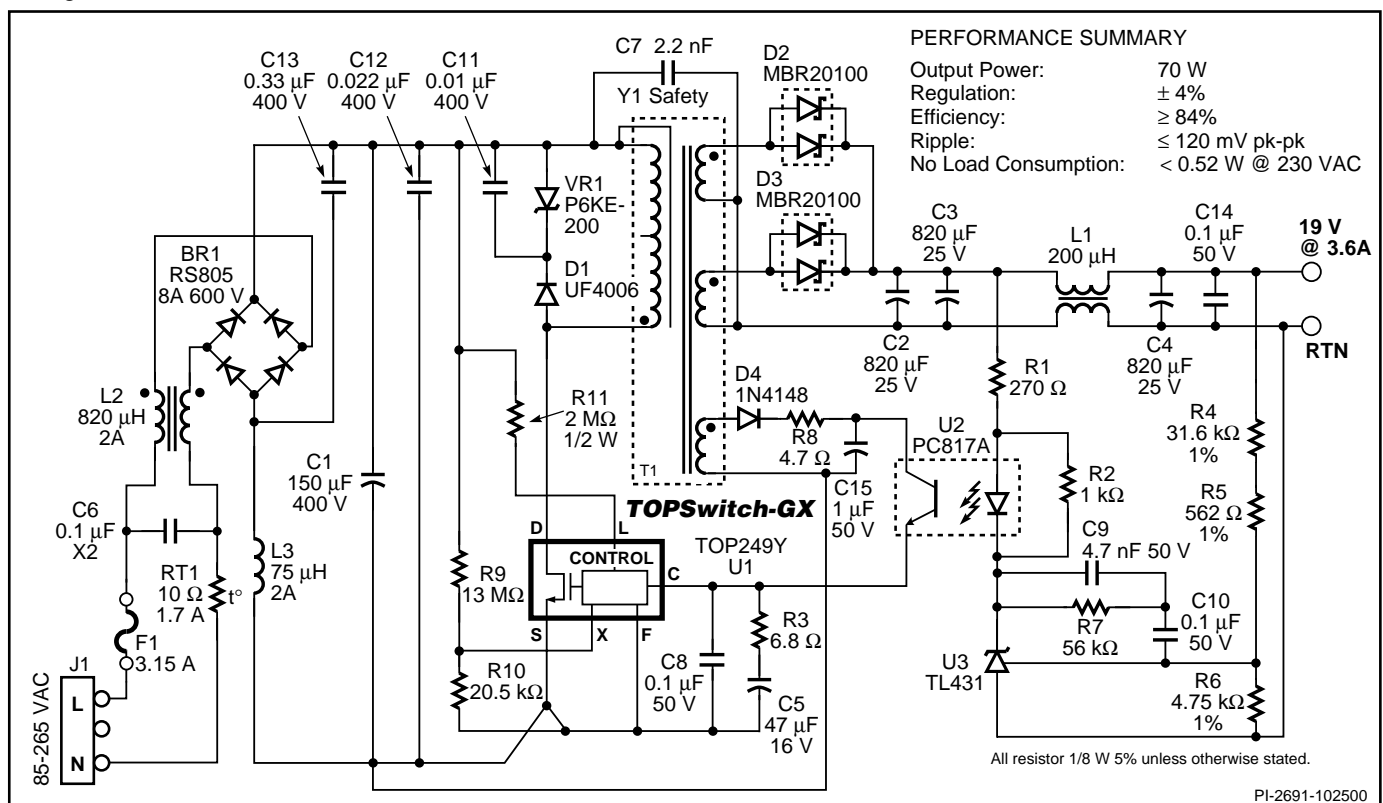 C13
0.33 µF
400 V
C12
0.022 µF
400 V
C11
0.01 µF
400 V
C7 2.2 nF
Y1 Safety
D2
MBR20100
PERFORMANCE SUMMARY
Output Power: 70 W
Regulation: ± 4%
Efficiency: ≥ 84%
Ripple: ≤ 120 mV pk-pk
No Load Consumption: < 0.52 W @ 230 VAC
VR1
P6KE-
200
D3
MBR20100
BR1
RS805
8A 600 V
D1
UF4006
C3
820 µF
25 V
L1
200 µH
C14
0.1 µF
50 V
19 V
@ 3.6A
RTN
C2
820 µF
25 V
C4
820 µF
25 V
L2
820 µH
2A
R11
2 MΩ
1/2 W
D4
1N4148
R8
4.7 Ω
R1
270 Ω
R4
31.6 kΩ
1%
U2
PC817A
C1
150 µF
400 V
T1
C15
1 µF
50 V
R2
1 kΩ
R5
562 Ω
1%
TOPSwitch-GX
C6
0.1 µF
X2
D
L
CONTROL
C
TOP249Y
U1
C9
4.7 nF 50 V
RT1
10 Ω
1.7 A
t°
L3
75 µH
2A
R9
13 MΩ
S
X
F
R3
6.8 Ω
R7
56 kΩ
C10
0.1 µF
50 V
F1
3.15 A
J1
L
N
85-265 VAC
R10
20.5 kΩ
C8
0.1 µF
50 V
C5
47 µF
16 V
U3
TL431
R6
4.75 kΩ
1%
All resistor 1/8 W 5% unless otherwise stated.
PI-2691-102500